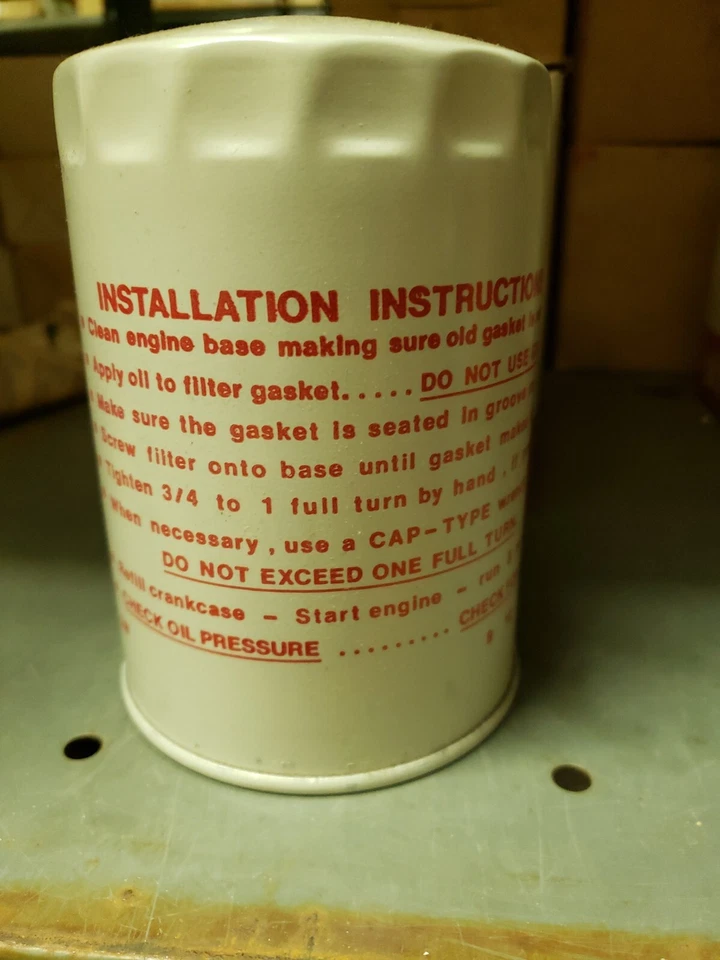 INSTALLATION INSTRUCTION
Clean engine base making sure old gasket is
Apply oil to filter gasket..... DO NOT USE
Make sure the gasket is seated in groove
Screw filter onto base until gasket makes
Tighten 3/4 to 1 full turn by hand.
When necessary, use a CAP-TYPE
DO NOT EXCEED ONE FULL TURN
Refill crankcase - Start engine - run
CHECK OIL PRESSURE ......... CHECK